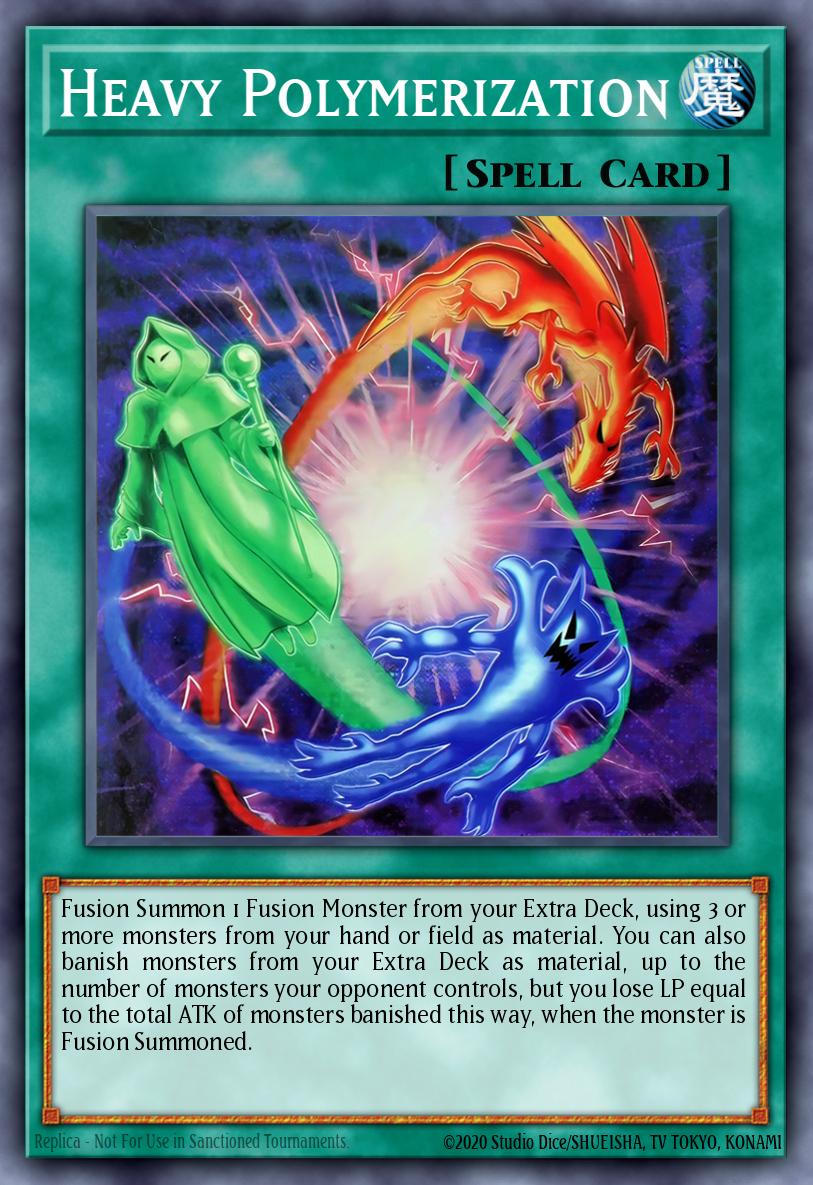 HEAVY POLYMERIZATION
SPELL
魔
[ SPELL CARD ]
Fusion Summon 1 Fusion Monster from your Extra Deck, using 3 or
more monsters from your hand or field as material. You can also
banish monsters from your Extra Deck as material, up to the
number of monsters your opponent controls, but you lose LP equal
to the total ATK of monsters banished this way, when the monster is
Fusion Summoned.
Replica - Not For Use in Sanctioned Tournaments.
©2020 Studio Dice/SHUEISHA, TV TOKYO, KONAMI